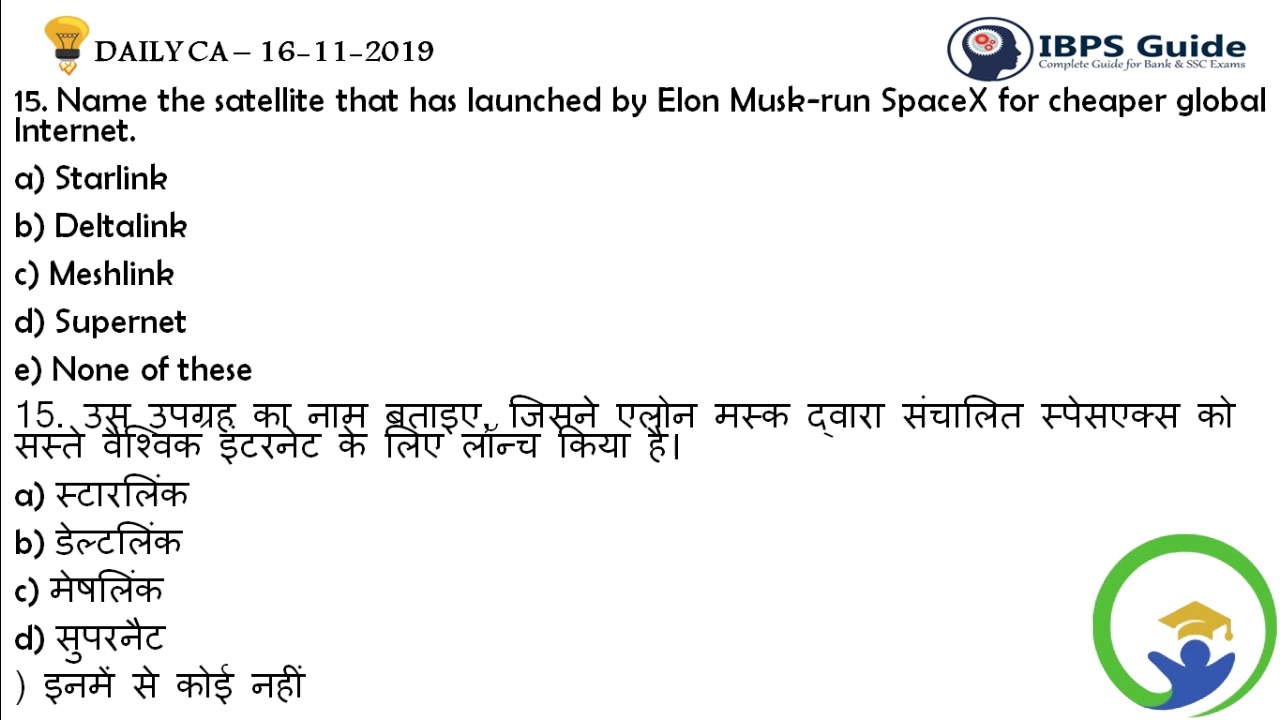 DAILY CA – 16-11-2019
IBPS Guide
Complete Guide for Bank & SSC Exams
15. Name the satellite that has launched by Elon Musk-run SpaceX for cheaper global
Internet.
a) Starlink
b) Deltalink
c) Meshlink
d) Supernet
e) None of these
15. उस उपग्रह का नाम बताइए, जिसने एलोन मस्क द्वारा संचालित स्पेसएक्स को
सस्ते वैश्विक इंटरनेट के लिए लॉन्च किया है।
a) स्टारलिंक
b) डेल्टलिंक
c) मेषलिंक
d) सुपरनैट
) इनमें से कोई नहीं